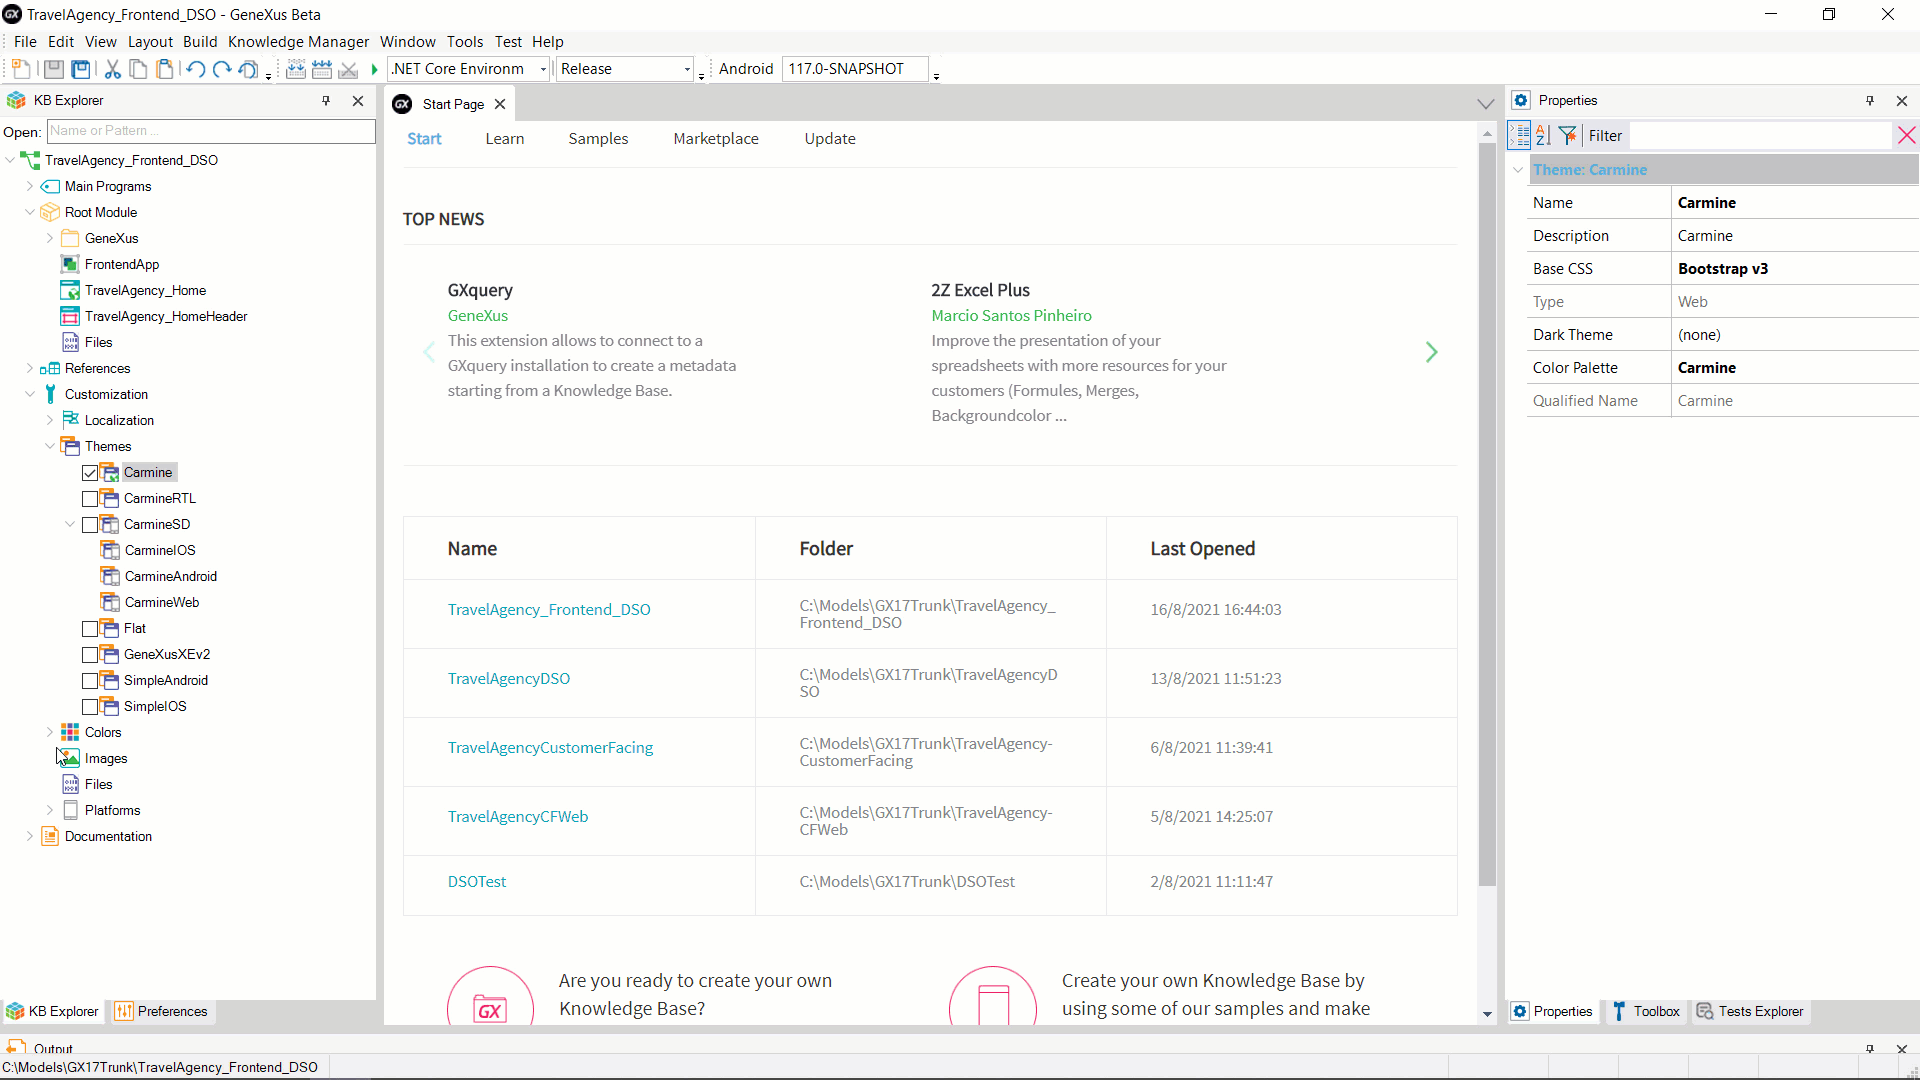 TravelAgency_Frontend_DSO - GeneXus Beta
File Edit View Layout Build Knowledge Manager Window Tools Test Help
.NET Core Environm Release Android 117.0-SNAPSHOT
KB Explorer
Open: Name or Pattern ...
TravelAgency_Frontend_DSO
Main Programs
Root Module
GeneXus
FrontendApp
TravelAgency_Home
TravelAgency_HomeHeader
Files
References
Customization
Localization
Themes
Carmine
CarmineRTL
CarmineSD
CarmineIOS
CarmineAndroid
CarmineWeb
Flat
GeneXusXEv2
SimpleAndroid
SimpleIOS
Colors
Images
Files
Platforms
Documentation
KB Explorer Preferences
GX Start Page
Start Learn Samples Marketplace Update
TOP NEWS
GXquery
GeneXus
This extension allows to connect to a
GXquery installation to create a metadata
starting from a Knowledge Base.
2Z Excel Plus
Marcio Santos Pinheiro
Improve the presentation of your
spreadsheets with more resources for your
customers (Formules, Merges,
Backgroundcolor ...
Name Folder Last Opened
TravelAgency_Frontend_DSO C:\Models\GX17Trunk\TravelAgency_
Frontend_DSO 16/8/2021 16:44:03
TravelAgencyDSO C:\Models\GX17Trunk\TravelAgencyD
SO 13/8/2021 11:51:23
TravelAgencyCustomerFacing C:\Models\GX17Trunk\TravelAgency-
CustomerFacing 6/8/2021 11:39:41
TravelAgencyCFWeb C:\Models\GX17Trunk\TravelAgency-
CFWeb 5/8/2021 14:25:07
DSOTest C:\Models\GX17Trunk\DSOTest 2/8/2021 11:11:47
GX
Are you ready to create your own
Knowledge Base?
Create your own Knowledge Base by
using some of our samples and make
Properties
Filter
Theme: Carmine
Name Carmine
Description Carmine
Base CSS Bootstrap v3
Type Web
Dark Theme (none)
Color Palette Carmine
Qualified Name Carmine
Properties Toolbox Tests Explorer
Output
C:\Models\GX17Trunk\TravelAgency_Frontend_DSO